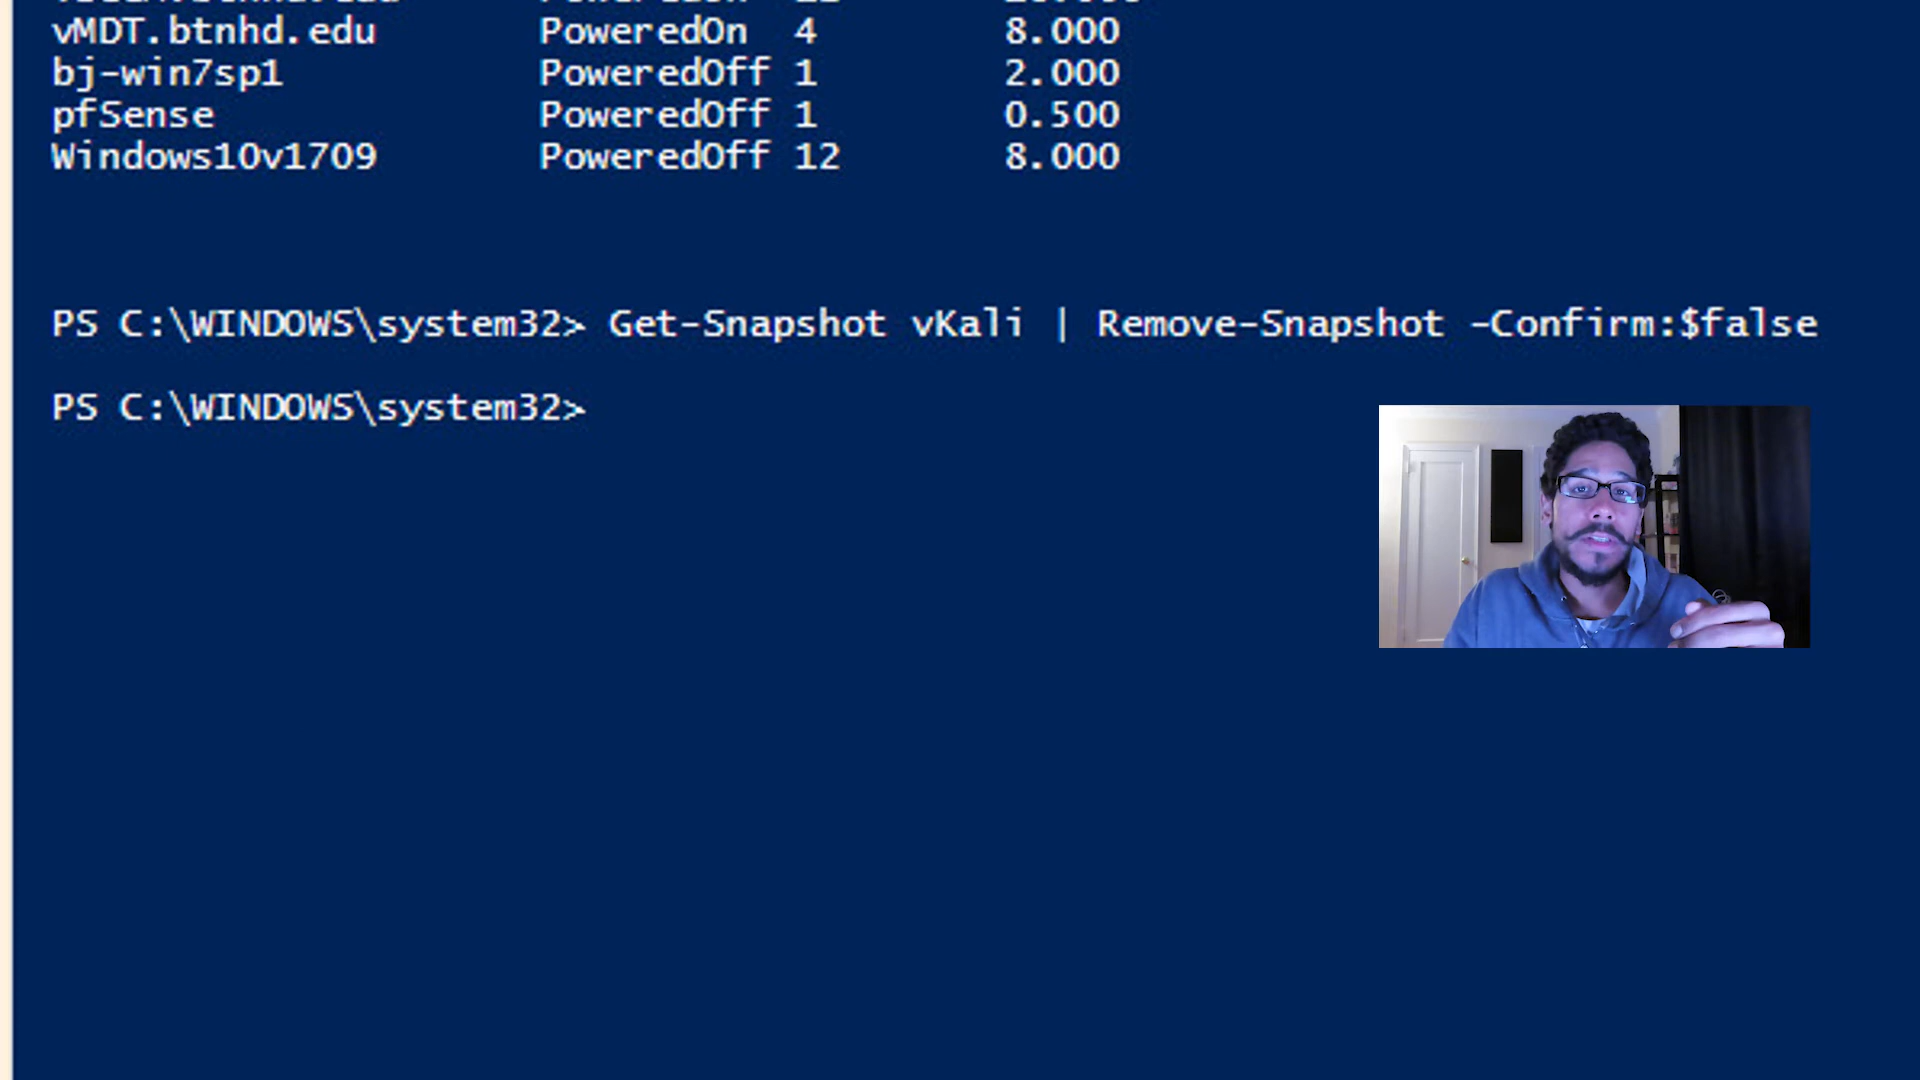 vMDT.btnhd.edu PoweredOn 4 8.000
bj-win7sp1 PoweredOff 1 2.000
pfSense PoweredOff 1 0.500
Windows10v1709 PoweredOff 12 8.000
PS C:\WINDOWS\system32> Get-Snapshot vKali | Remove-Snapshot -Confirm:$false
PS C:\WINDOWS\system32>